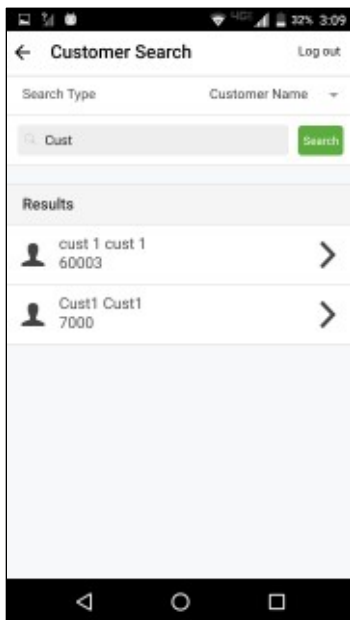 32% 3:09
Customer Search Log out
Search Type Customer Name
Cust Search
Results
cust 1 cust 1
60003
Cust1 Cust1
7000